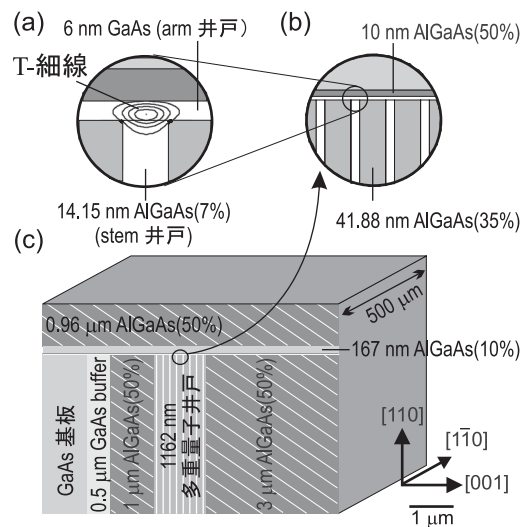 (a)
6 nm GaAs (arm 井戸)
T-細線
14.15 nm AlGaAs(7%)
(stem 井戸)
(b)
10 nm AlGaAs(50%)
41.88 nm AlGaAs(35%)
(c)
500 μm
0.96 μm AlGaAs(50%)
167 nm AlGaAs(10%)
GaAs 基板
0.5 μm GaAs buffer
1 μm AlGaAs(50%)
1162 nm
多重量子井戸
3 μm AlGaAs(50%)
[110]
[11̅0]
[001]
1 μm